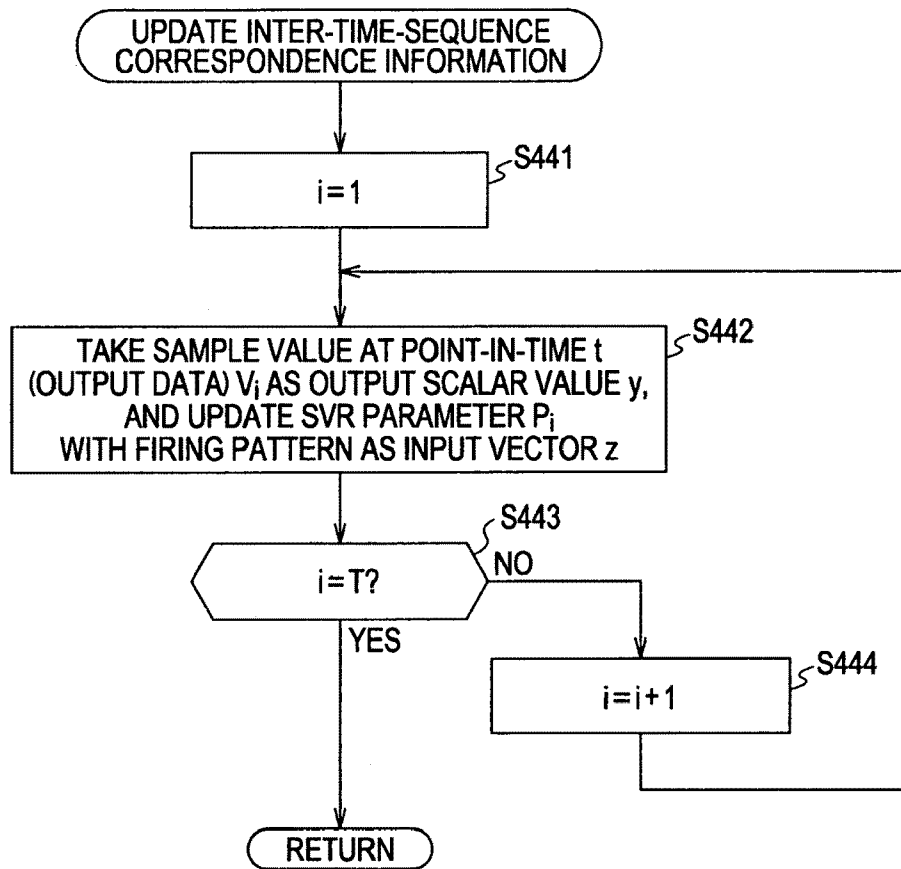 UPDATE INTER-TIME-SEQUENCE
CORRESPONDENCE INFORMATION
S441
i=1
S442
TAKE SAMPLE VALUE AT POINT-IN-TIME t
(OUTPUT DATA) Vi AS OUTPUT SCALAR VALUE y,
AND UPDATE SVR PARAMETER Pi
WITH FIRING PATTERN AS INPUT VECTOR z
S443
i=T?
NO
YES
S444
i=i+1
RETURN